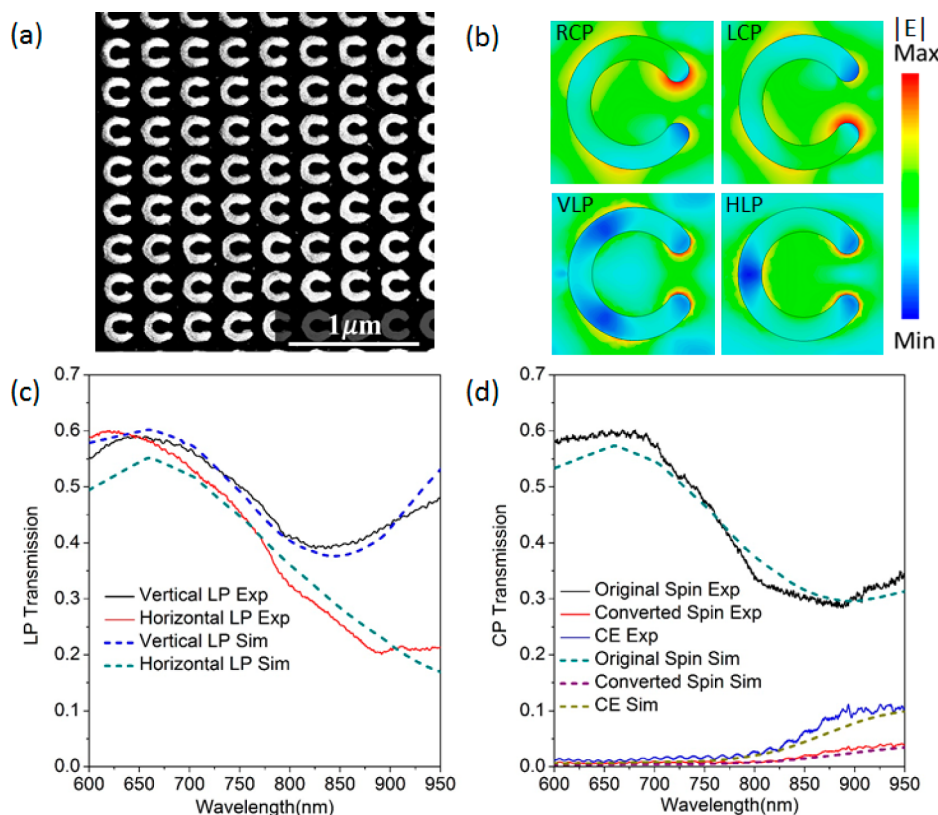 (a)
1μm
(b)
RCP
LCP
VLP
HLP
|E|
Max
Min
(c)
0.7
0.6
0.5
0.4
0.3
0.2
0.1
0.0
LP Transmission
Vertical LP Exp
Horizontal LP Exp
Vertical LP Sim
Horizontal LP Sim
600 650 700 750 800 850 900 950
Wavelength(nm)
(d)
0.7
0.6
0.5
0.4
0.3
0.2
0.1
0.0
CP Transmission
Original Spin Exp
Converted Spin Exp
CE Exp
Original Spin Sim
Converted Spin Sim
CE Sim
600 650 700 750 800 850 900 950
Wavelength(nm)